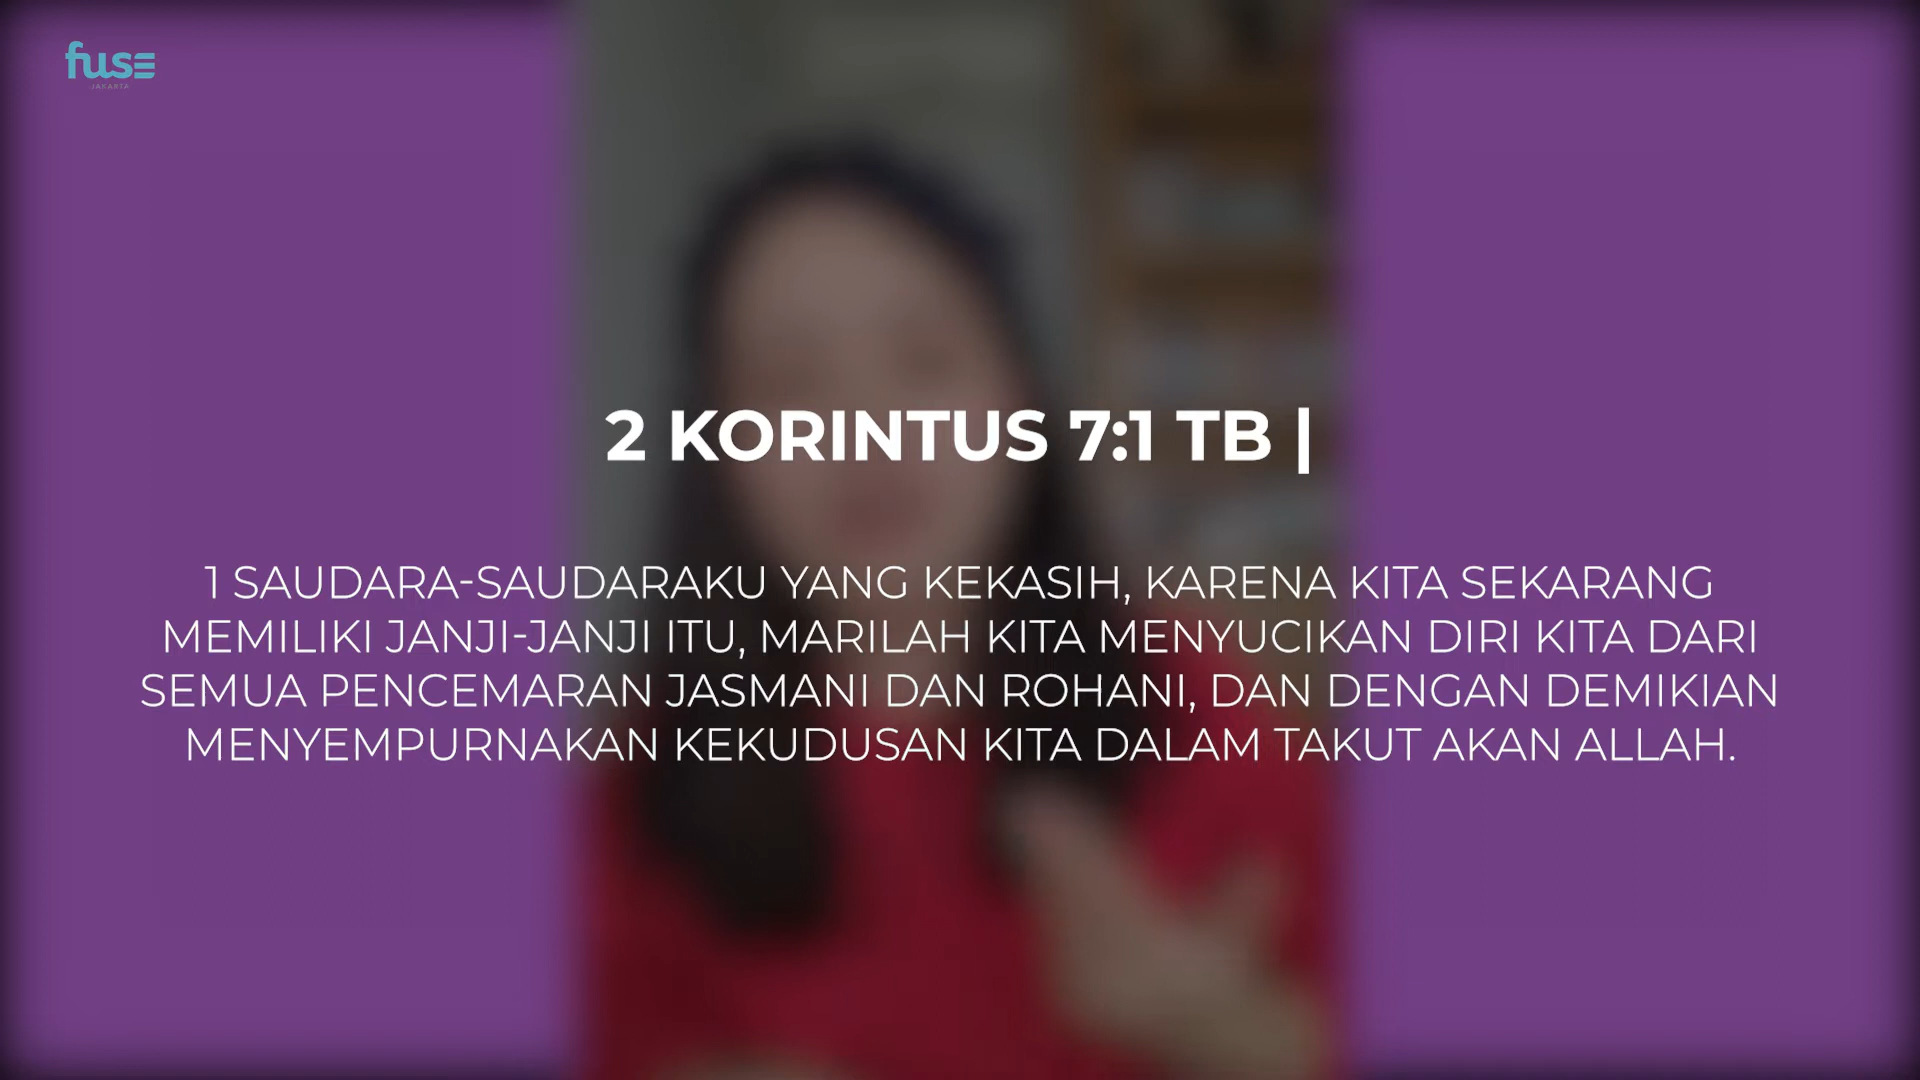 fuse
JAKARTA
2 KORINTUS 7:1 TB |
1 SAUDARA-SAUDARAKU YANG KEKASIH, KARENA KITA SEKARANG
MEMILIKI JANJI-JANJI ITU, MARILAH KITA MENYUCIKAN DIRI KITA DARI
SEMUA PENCEMARAN JASMANI DAN ROHANI, DAN DENGAN DEMIKIAN
MENYEMPURNAKAN KEKUDUSAN KITA DALAM TAKUT AKAN ALLAH.